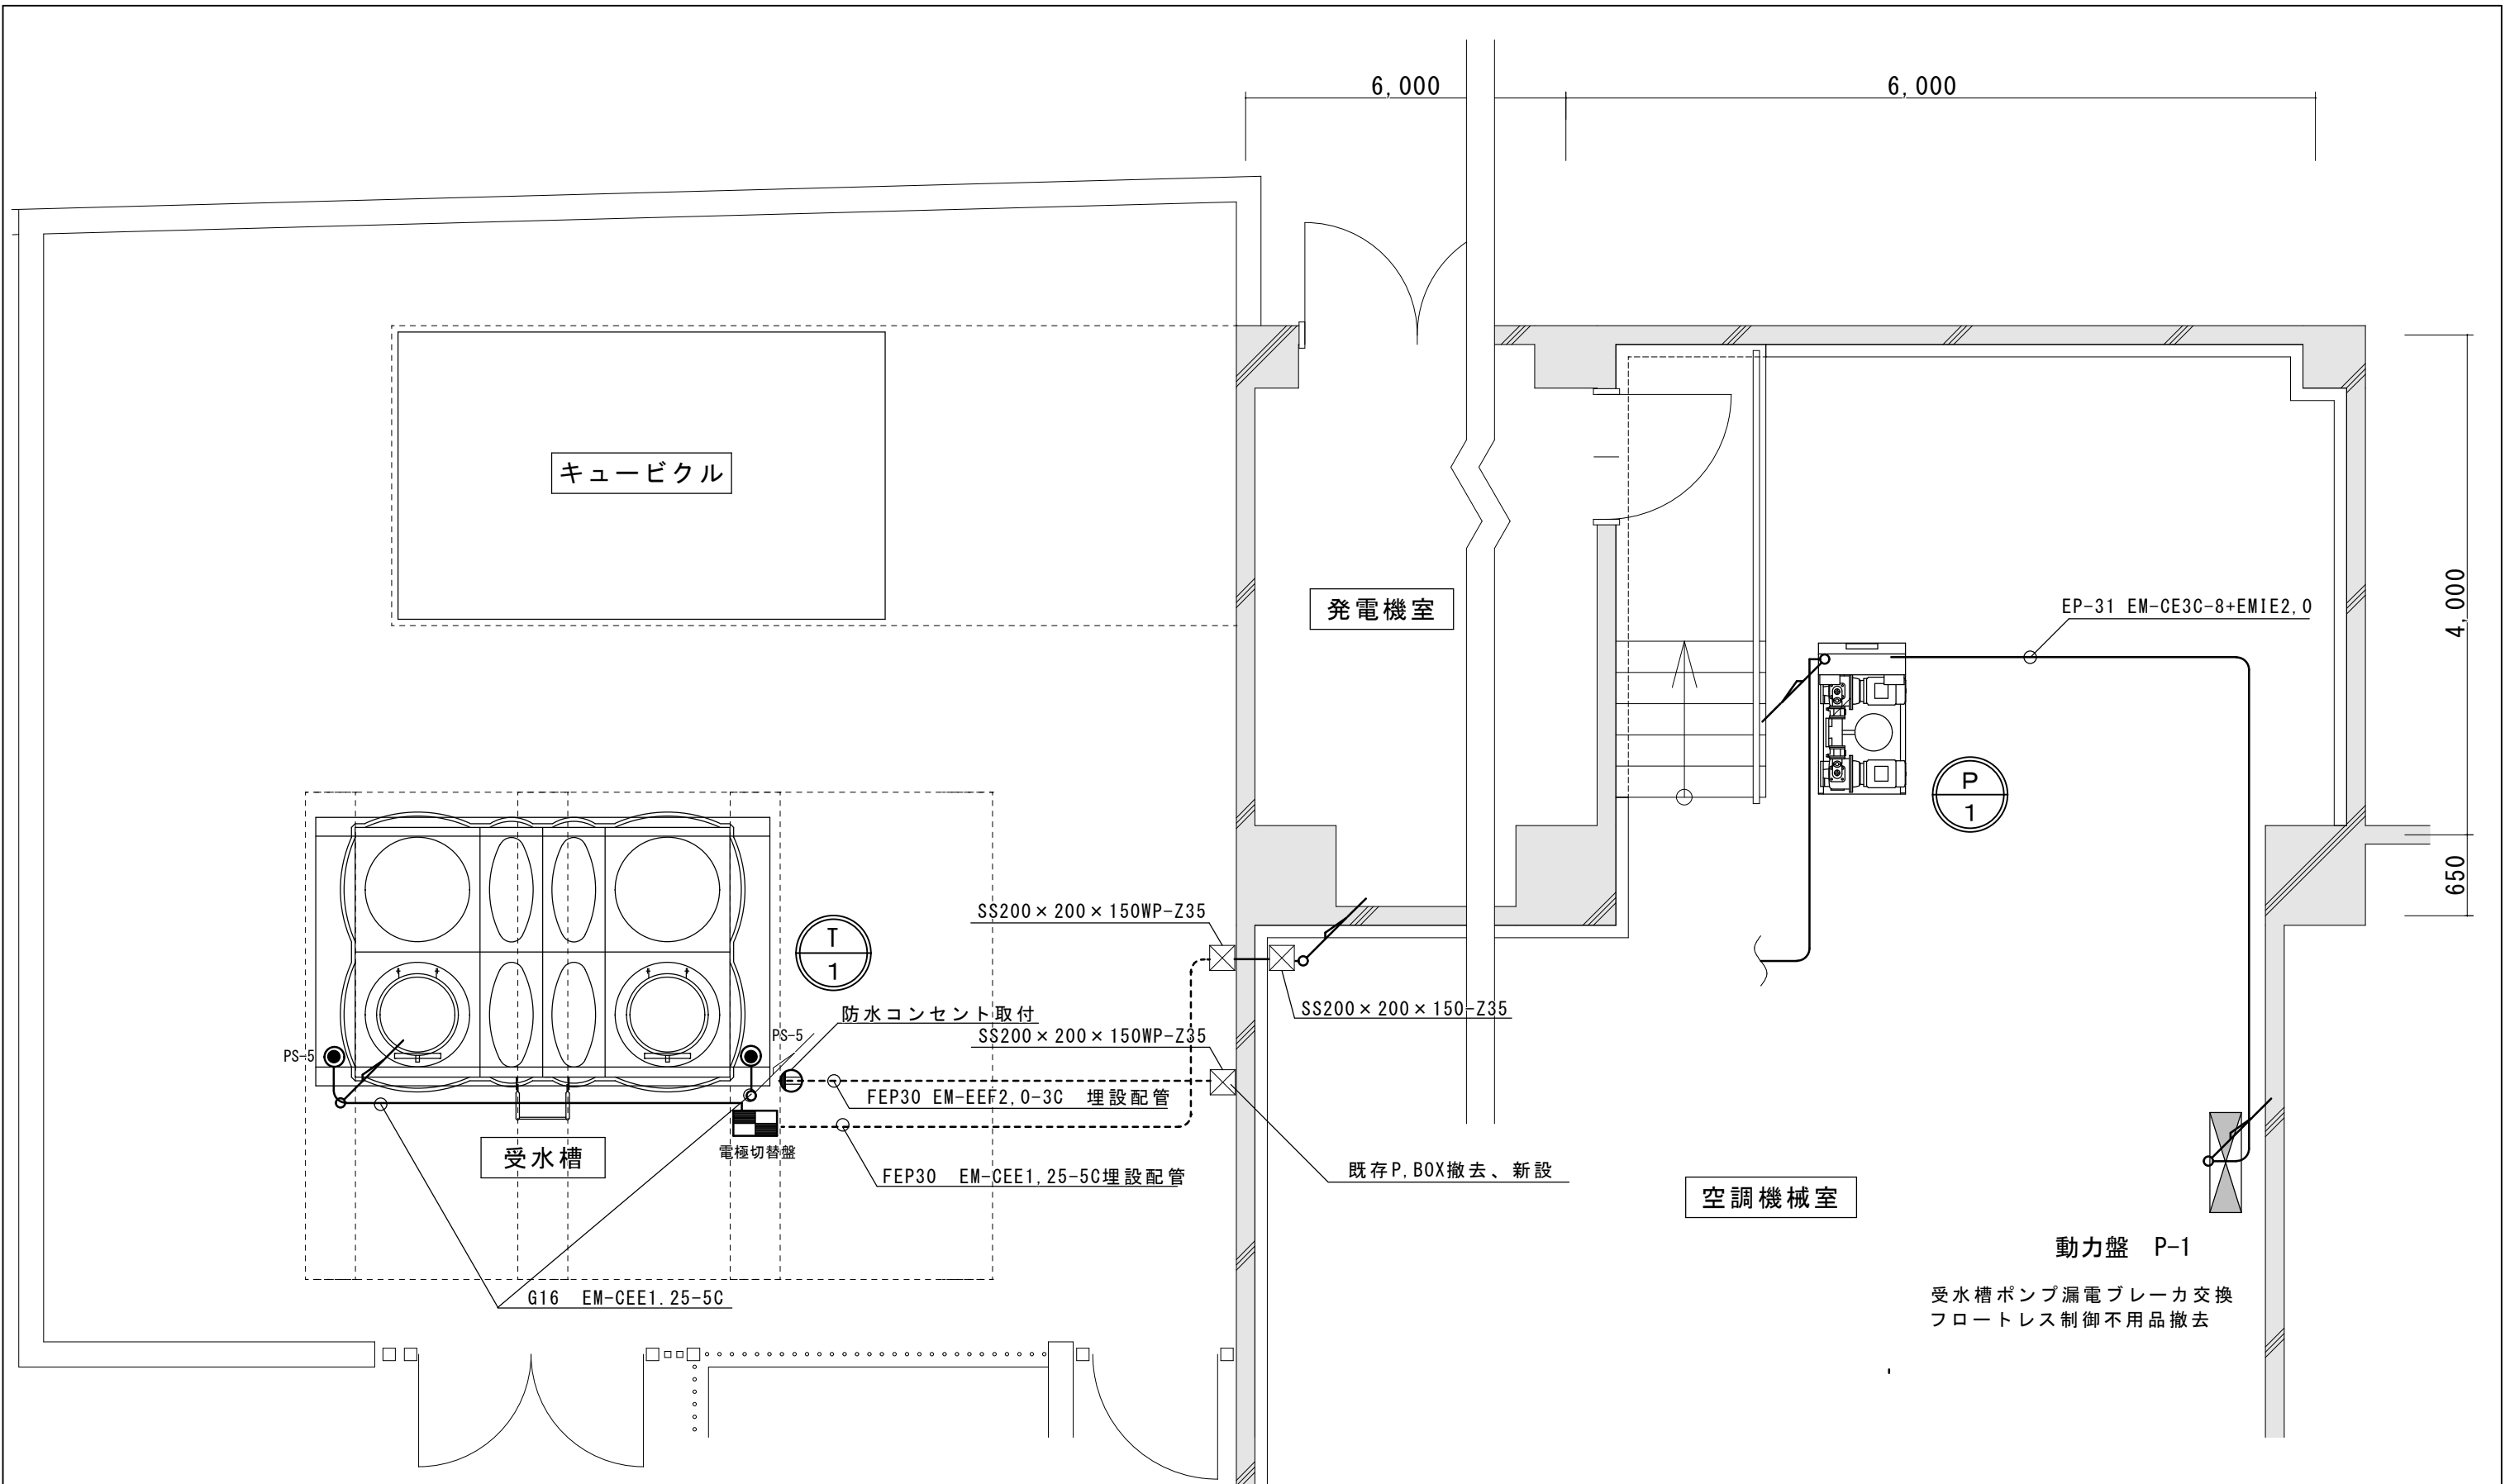 6,000
6,000
キュービクル
発電機室
EP-31 EM-CE3C-8+EMIE2,0
4,000
P
1
650
SS200×200×150WP-Z35
T
1
SS200×200×150-Z35
防水コンセント取付
PS-5
SS200×200×150WP-Z35
PS-5
FEP30 EM-EEF2,0-3C 埋設配管
受水槽
電極切替盤
FEP30 EM-CEE1,25-5C埋設配管
既存P,BOX撤去、新設
空調機械室
動力盤 P-1
G16 EM-CEE1.25-5C
受水槽ポンプ漏電ブレーカ交換
フロートレス制御不用品撤去